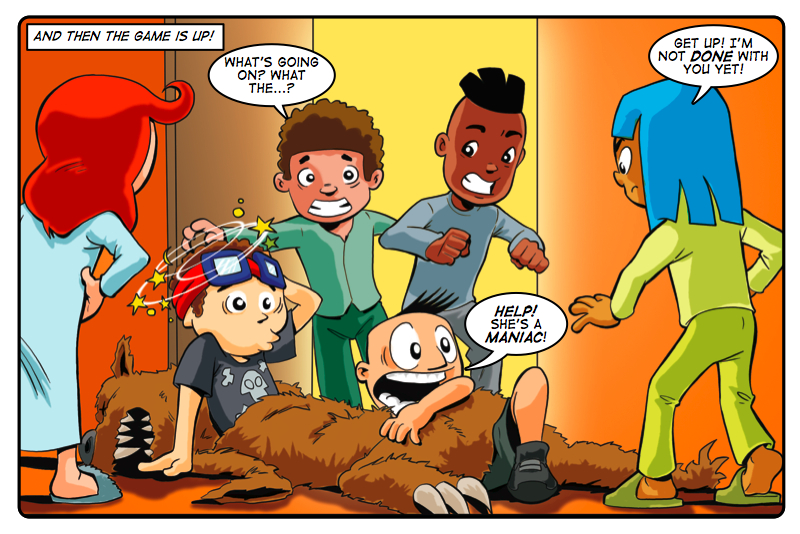 AND THEN THE GAME IS UP!
WHAT'S GOING
ON? WHAT
THE...?
GET UP! I'M
NOT DONE WITH
YOU YET!
HELP!
SHE'S A
MANIAC!